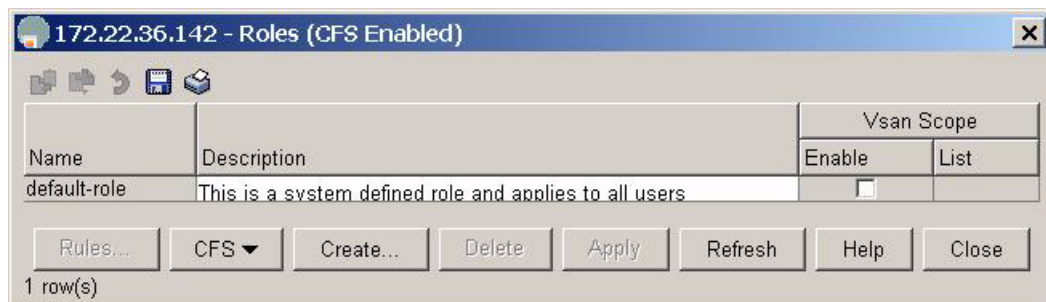 172.22.36.142 - Roles (CFS Enabled)
Vsan Scope
Name Description Enable List
default-role This is a system defined role and applies to all users
Rules... CFS Create... Delete Apply Refresh Help Close
1 row(s)